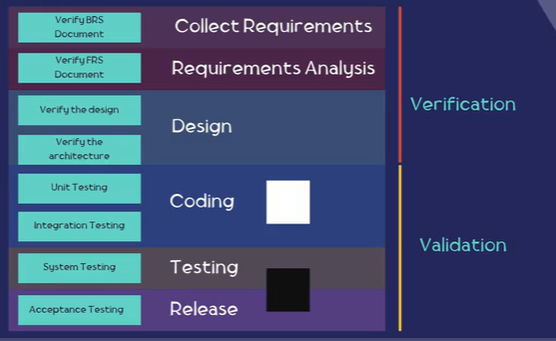 Verify BRS
Document
Collect Requirements
Verify FRS
Document
Requirements Analysis
Verify the design
Verify the
architecture
Design
Verification
Unit Testing
Integration Testing
Coding
System Testing
Testing
Acceptance Testing
Release
Validation